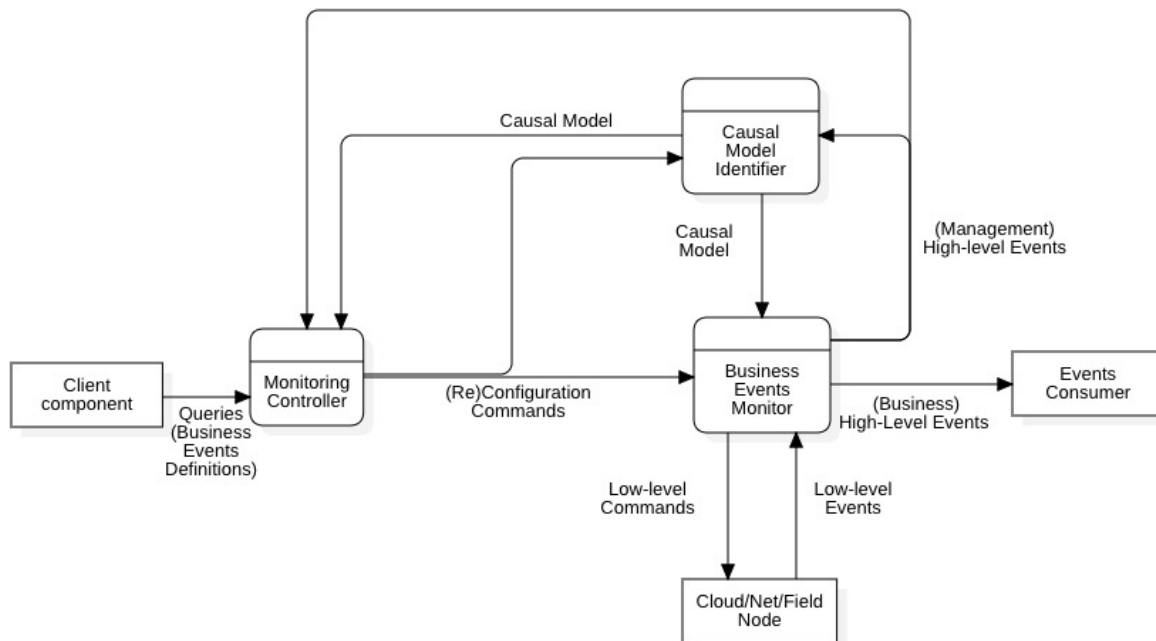 Causal Model
Causal
Model
Identifier
Causal
Model
(Management)
High-level Events
Client
component
Queries
(Business
Events
Definitions)
Monitoring
Controller
(Re)Configuration
Commands
Business
Events
Monitor
(Business)
High-Level Events
Events
Consumer
Low-level
Commands
Low-level
Events
Cloud/Net/Field
Node